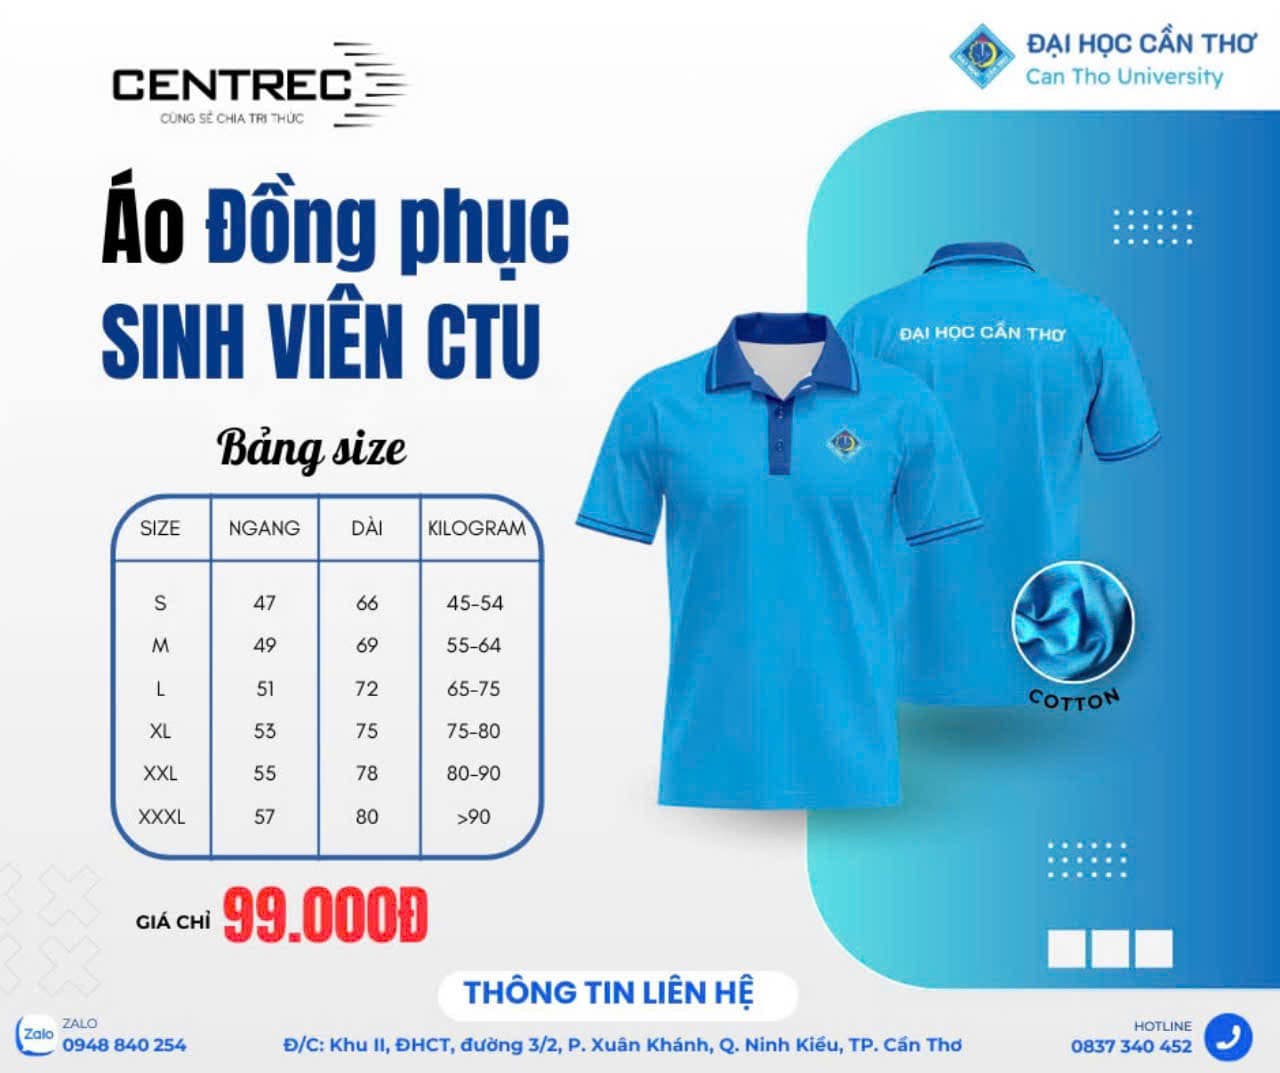 CENTREC
CÙNG SẺ CHIA TRI THỨC
ĐẠI HỌC CẦN THƠ
Can Tho University
Áo Đồng phục
SINH VIÊN CTU
Bảng size
SIZE NGANG DÀI KILOGRAM
S 47 66 45-54
M 49 69 55-64
L 51 72 65-75
XL 53 75 75-80
XXL 55 78 80-90
XXXL 57 80 >90
GIÁ CHỈ 99.000Đ
ĐẠI HỌC CẦN THƠ
COTTON
THÔNG TIN LIÊN HỆ
Zalo
ZALO
0948 840 254
Đ/C: Khu II, ĐHCT, đường 3/2, P. Xuân Khánh, Q. Ninh Kiều, TP. Cần Thơ
HOTLINE
0837 340 452